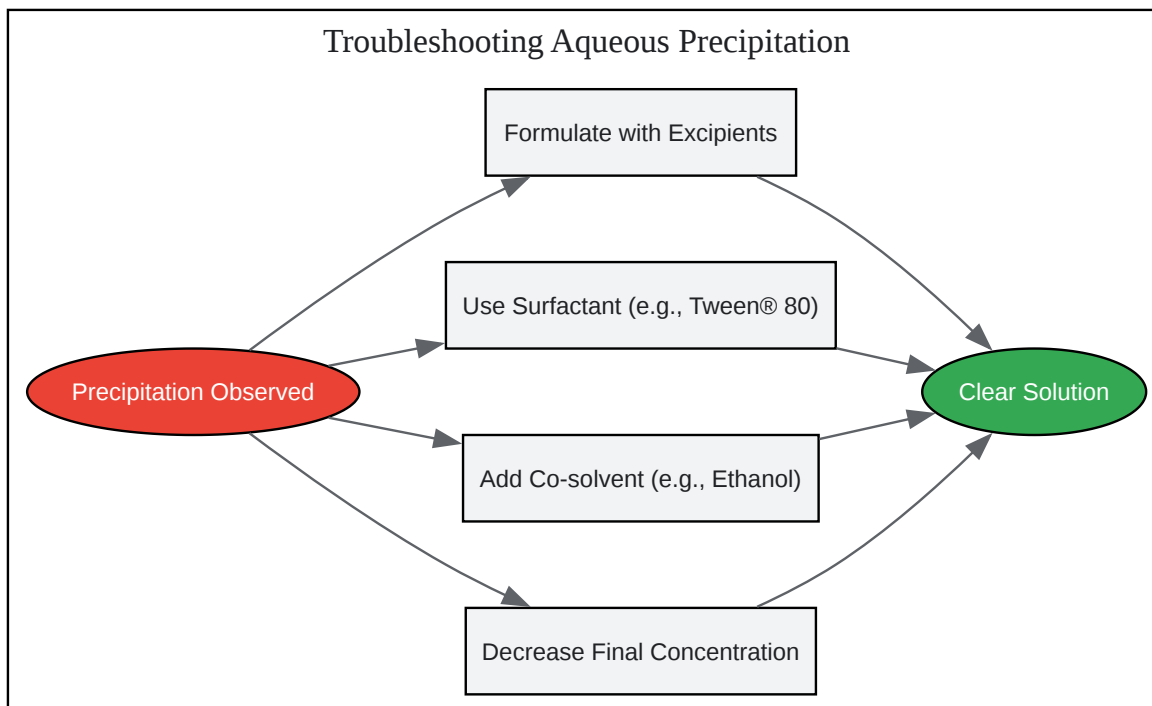 Troubleshooting Aqueous Precipitation
Formulate with Excipients
Use Surfactant (e.g., Tween® 80)
Precipitation Observed
Clear Solution
Add Co-solvent (e.g., Ethanol)
Decrease Final Concentration